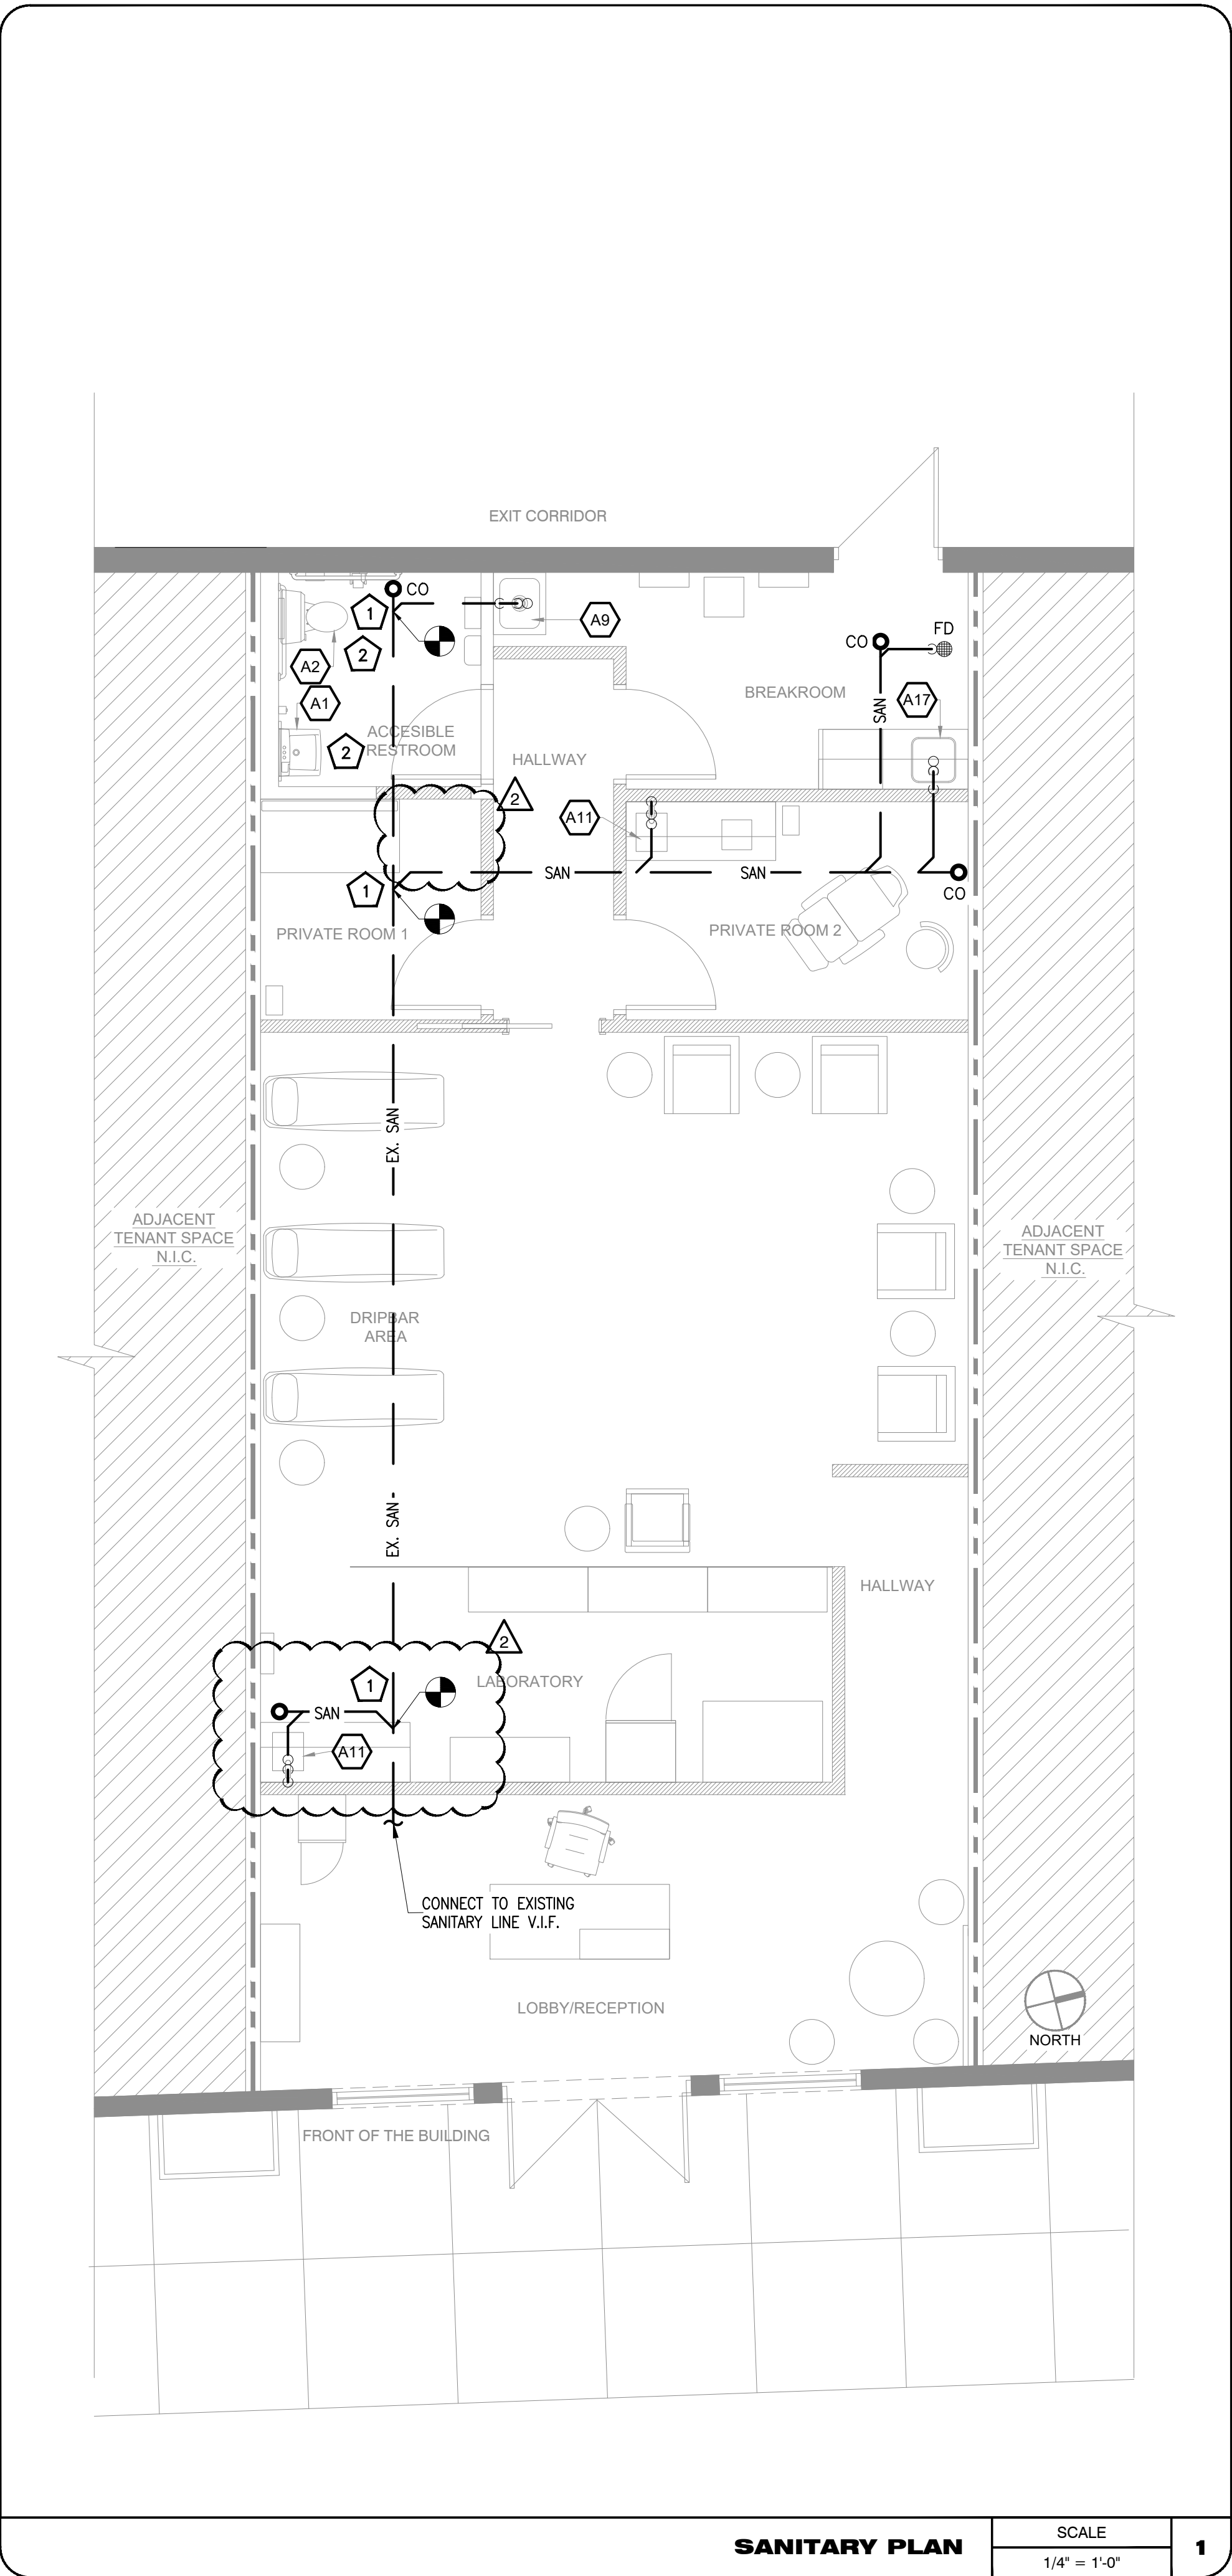 EXIT CORRIDOR
CO
1
A9
2
A2
A1
2
ACCESIBLE
RESTROOM
HALLWAY
CO
FD
BREAKROOM
SAN
A17
2
A11
1
SAN
SAN
CO
PRIVATE ROOM 1
PRIVATE ROOM 2
EX. SAN
ADJACENT
TENANT SPACE
N.I.C.
ADJACENT
TENANT SPACE
N.I.C.
DRIPBAR
AREA
EX. SAN
HALLWAY
2
1
LABORATORY
SAN
A11
CONNECT TO EXISTING
SANITARY LINE V.I.F.
LOBBY/RECEPTION
NORTH
FRONT OF THE BUILDING
SANITARY PLAN
SCALE
1/4" = 1'-0"
1